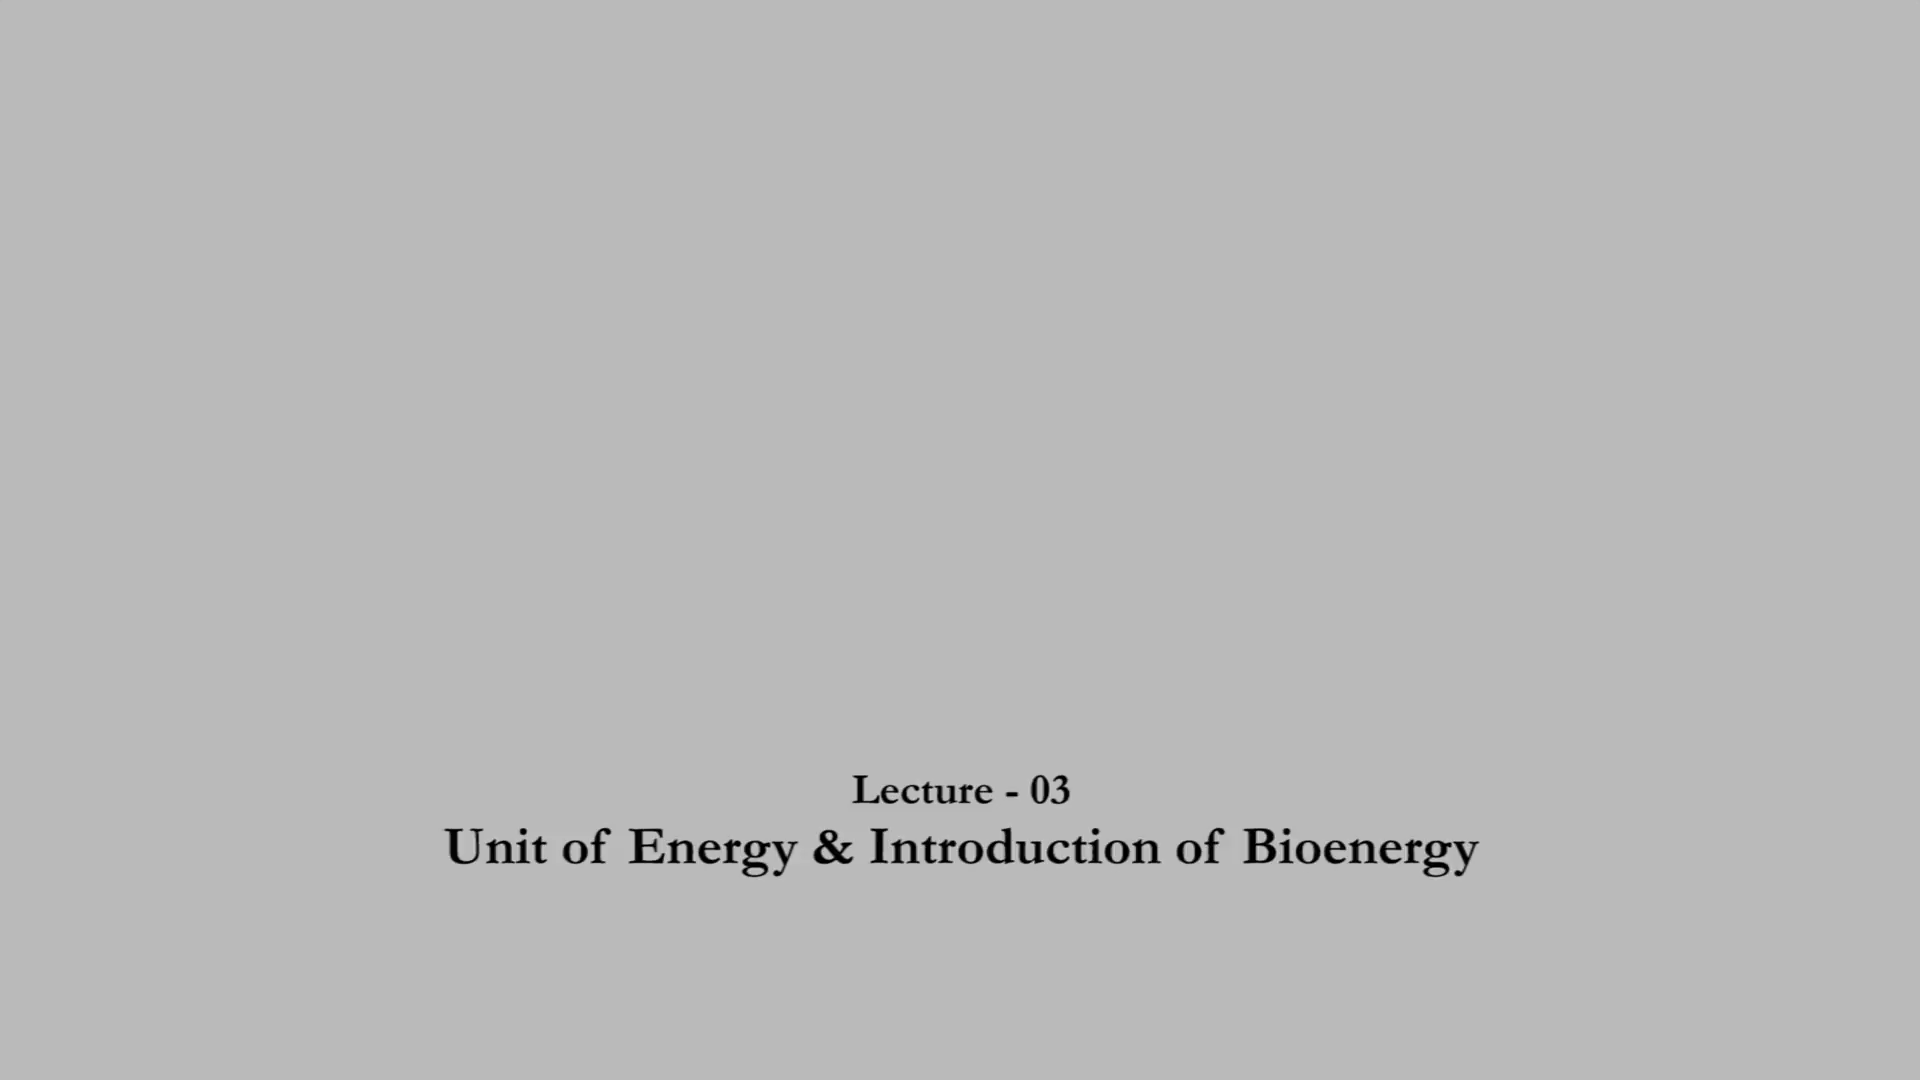 Lecture - 03
Unit of Energy & Introduction of Bioenergy